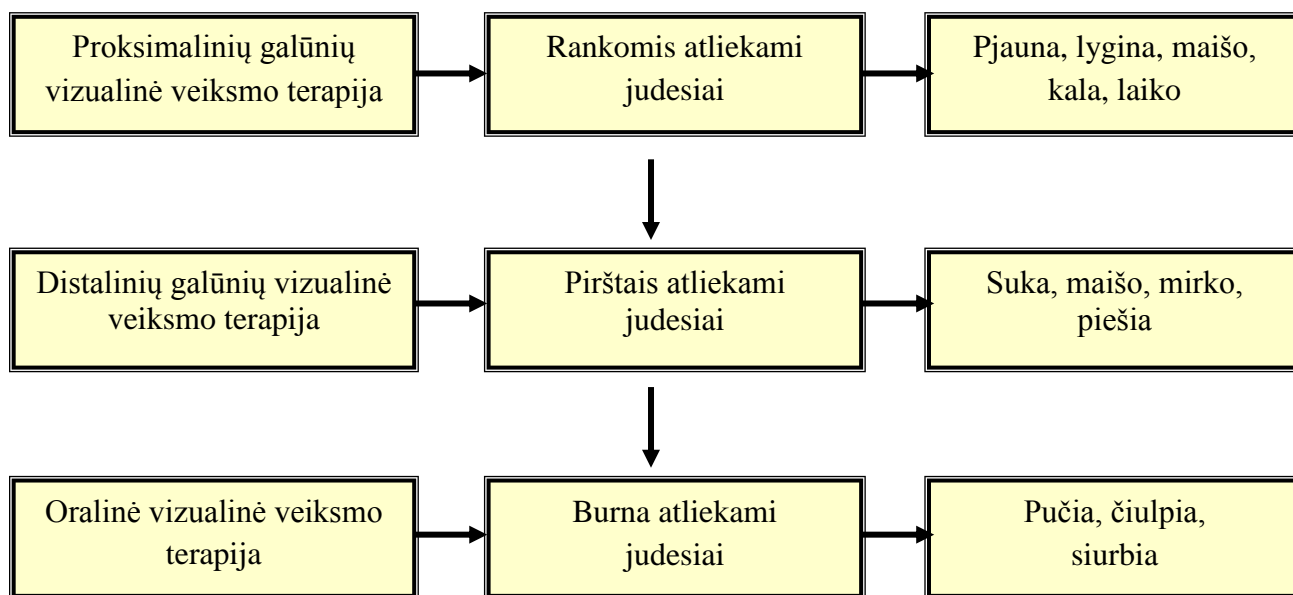 Proksimalinių galūnių
vizualinė veiksmo terapija
Rankomis atliekami
judesiai
Pjauna, lygina, maišo,
kala, laiko
Distalinių galūnių vizualinė
veiksmo terapija
Pirštais atliekami
judesiai
Suka, maišo, mirko,
piešia
Oralinė vizualinė veiksmo
terapija
Burna atliekami
judesiai
Pučia, čiulpia,
siurbia